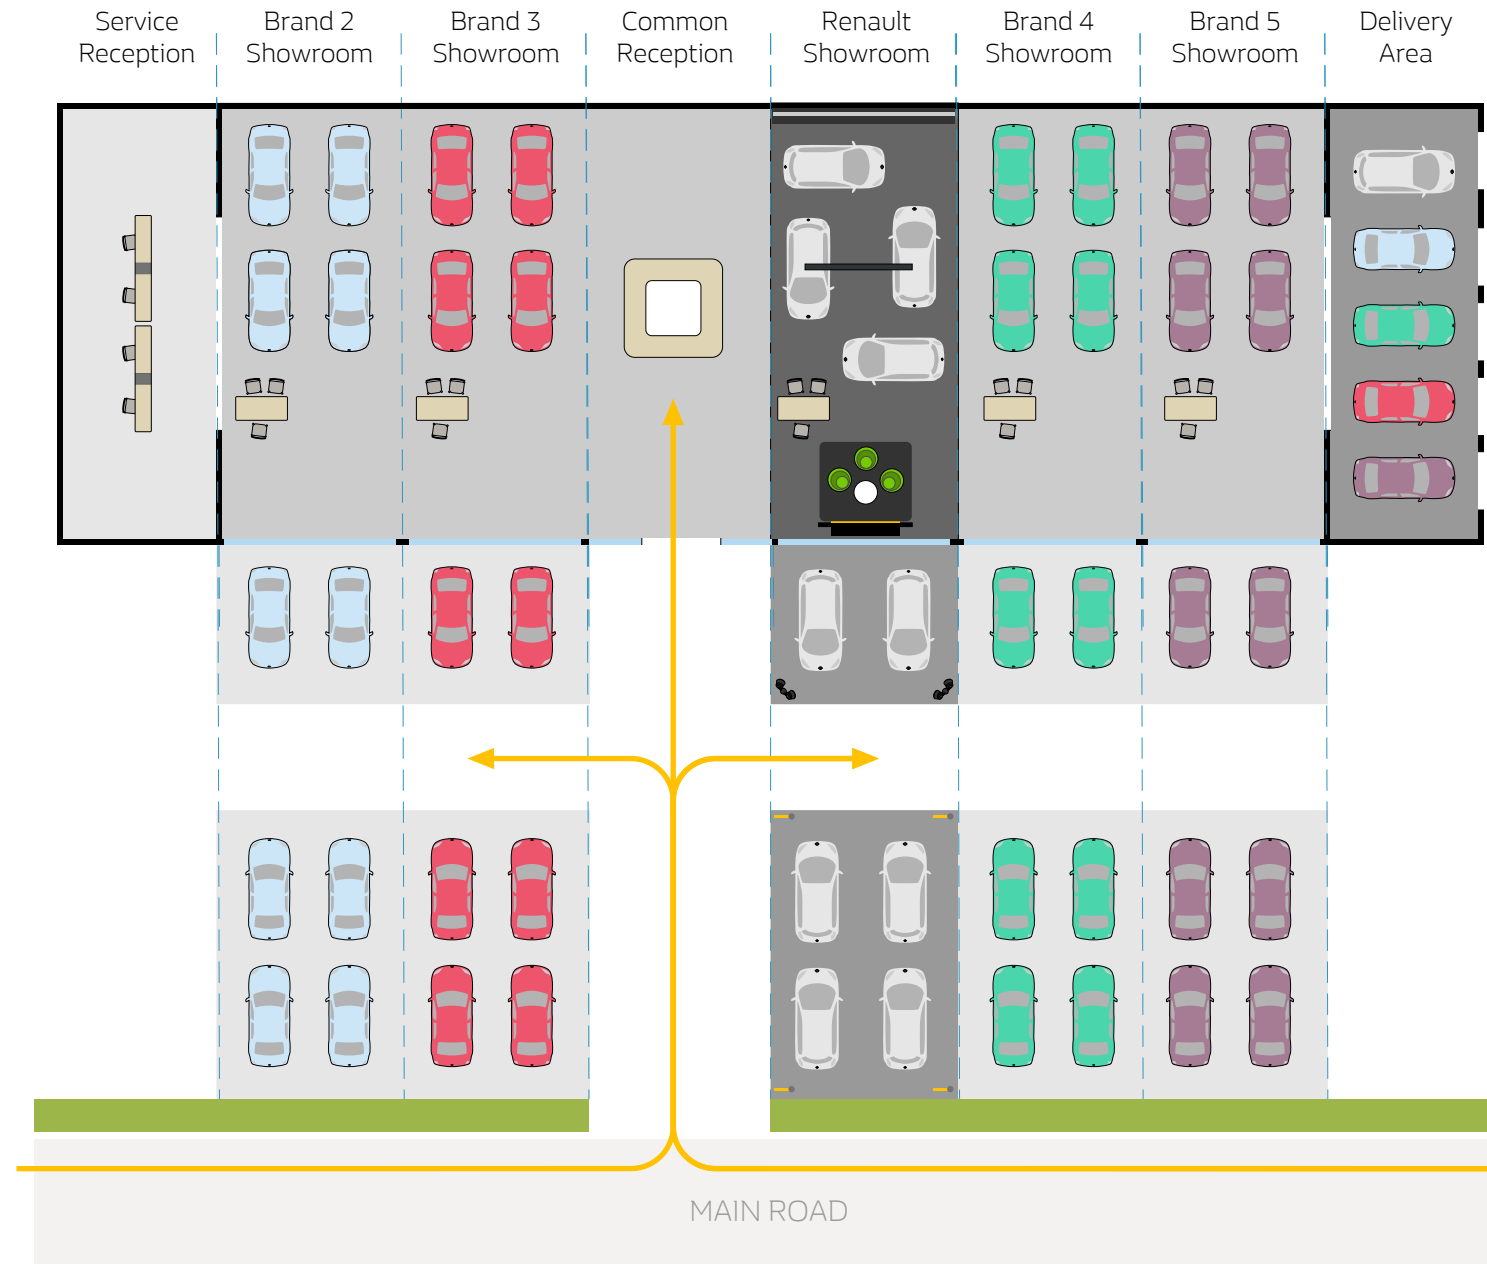 Service
Reception
Brand 2
Showroom
Brand 3
Showroom
Common
Reception
Renault
Showroom
Brand 4
Showroom
Brand 5
Showroom
Delivery
Area
MAIN ROAD